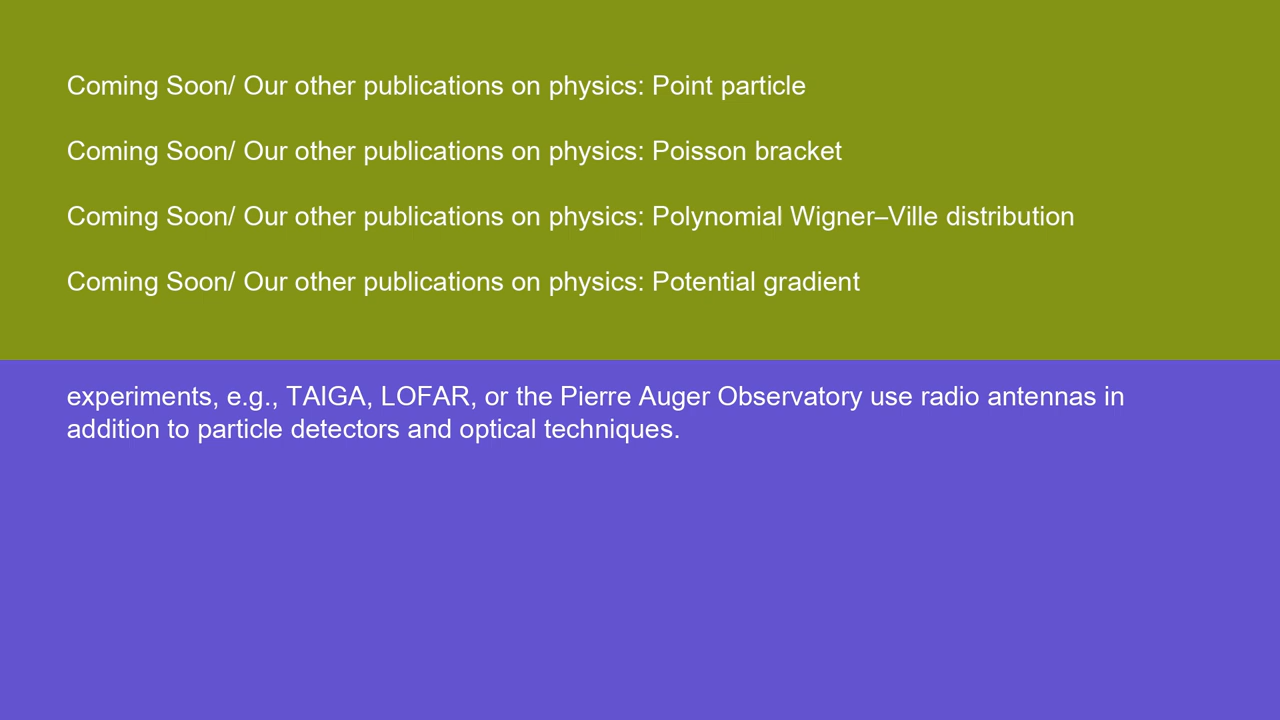 Coming Soon/ Our other publications on physics: Point particle
Coming Soon/ Our other publications on physics: Poisson bracket
Coming Soon/ Our other publications on physics: Polynomial Wigner–Ville distribution
Coming Soon/ Our other publications on physics: Potential gradient
experiments, e.g., TAIGA, LOFAR, or the Pierre Auger Observatory use radio antennas in
addition to particle detectors and optical techniques.